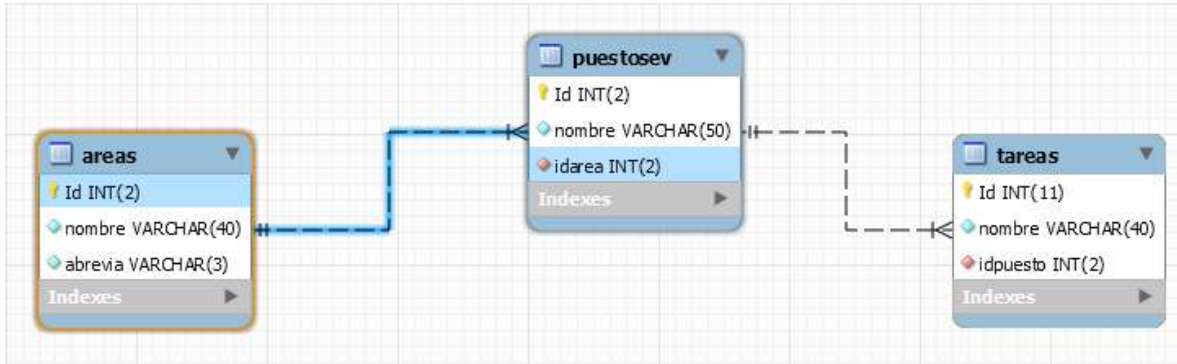 areas
Id INT(2)
nombre VARCHAR(40)
abrevia VARCHAR(3)
Indexes
puestosev
Id INT(2)
nombre VARCHAR(50)
idarea INT(2)
Indexes
tareas
Id INT(11)
nombre VARCHAR(40)
idpuesto INT(2)
Indexes